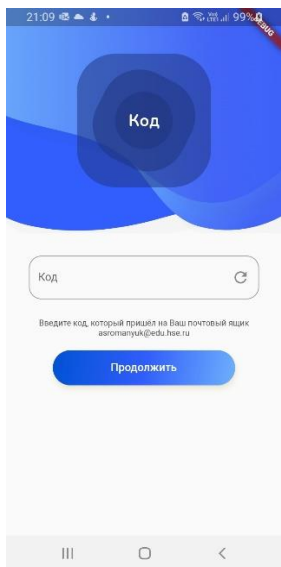 21:09 99%
DEBUG
Код
Код
Введите код, который пришёл на Ваш почтовый ящик
asromanyuk@edu.hse.ru
Продолжить